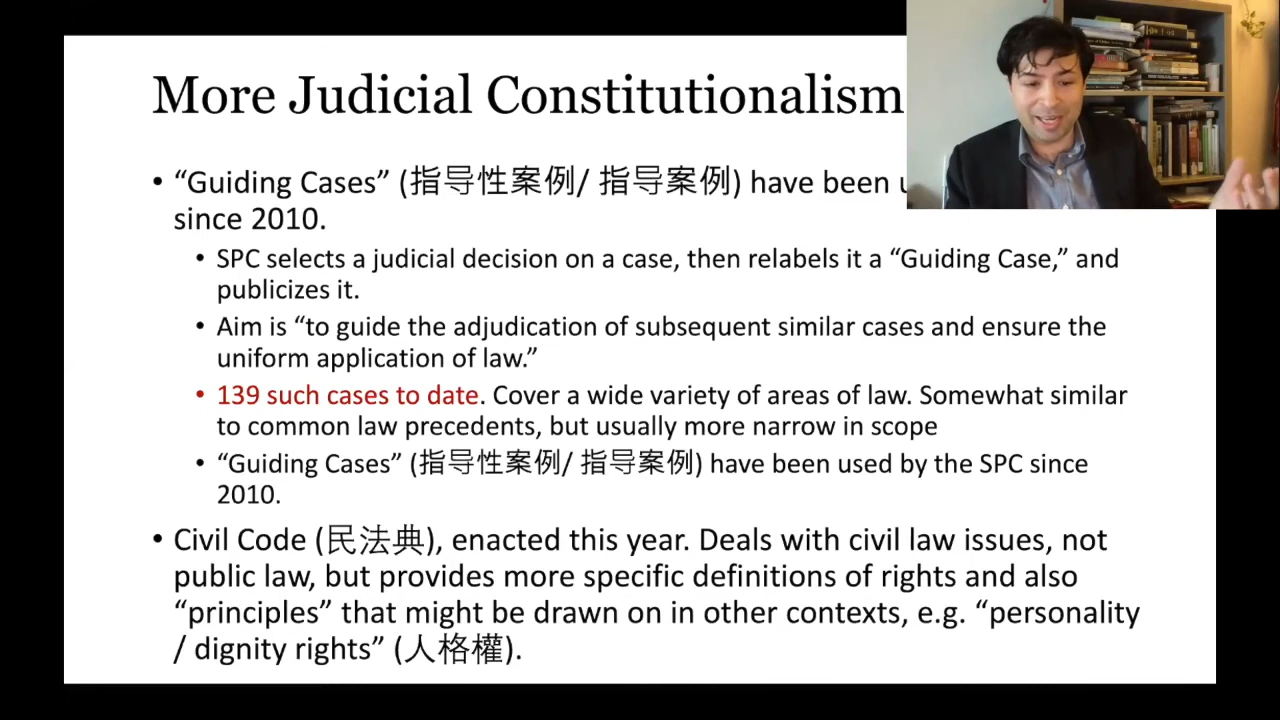 More Judicial Constitutionalism
• “Guiding Cases” (指导性案例/ 指导案例) have been
since 2010.
• SPC selects a judicial decision on a case, then relabels it a “Guiding Case,” and
publicizes it.
• Aim is “to guide the adjudication of subsequent similar cases and ensure the
uniform application of law.”
• 139 such cases to date. Cover a wide variety of areas of law. Somewhat similar
to common law precedents, but usually more narrow in scope
• “Guiding Cases” (指导性案例/ 指导案例) have been used by the SPC since
2010.
• Civil Code (民法典), enacted this year. Deals with civil law issues, not
public law, but provides more specific definitions of rights and also
“principles” that might be drawn on in other contexts, e.g. “personality
/ dignity rights” (人格權).